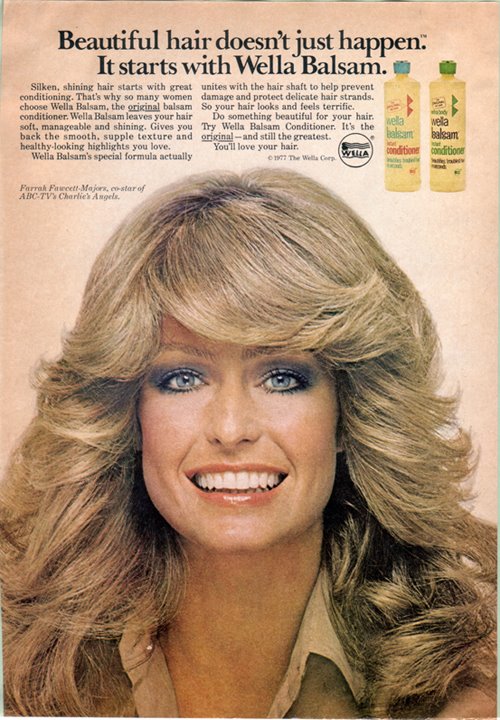 Beautiful hair doesn't just happen.™
It starts with Wella Balsam.
Silken, shining hair starts with great
conditioning. That's why so many women
choose Wella Balsam, the original balsam
conditioner. Wella Balsam leaves your hair
soft, manageable and shining. Gives you
back the smooth, supple texture and
healthy-looking highlights you love.
Wella Balsam's special formula actually
unites with the hair shaft to help prevent
damage and protect delicate hair strands.
So your hair looks and feels terrific.
Do something beautiful for your hair.
Try Wella Balsam Conditioner. It's the
original—and still the greatest.
You'll love your hair.
© 1977 The Wella Corp.
WELLA
®
wella
balsam
instant
conditioner
extra body
wella
balsam
instant
conditioner
Farrah Fawcett-Majors, co-star of
ABC-TV's Charlie's Angels.